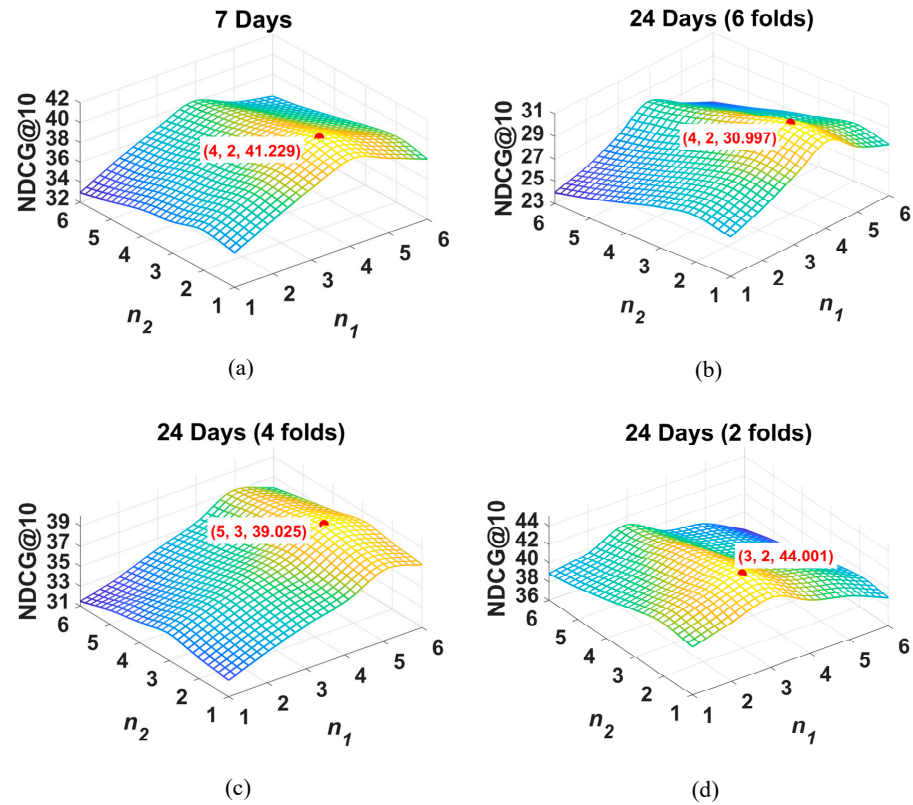 7 Days
NDCG@10
42
40
38
36
34
32
6
5
4
3
2
1
n2
1
2
3
4
5
6
n1
(4, 2, 41.229)
(a)
24 Days (6 folds)
NDCG@10
31
29
27
25
23
6
5
4
3
2
1
n2
1
2
3
4
5
6
n1
(4, 2, 30.997)
(b)
24 Days (4 folds)
NDCG@10
39
37
35
33
31
6
5
4
3
2
1
n2
1
2
3
4
5
6
n1
(5, 3, 39.025)
(c)
24 Days (2 folds)
NDCG@10
44
42
40
38
36
6
5
4
3
2
1
n2
1
2
3
4
5
6
n1
(3, 2, 44.001)
(d)